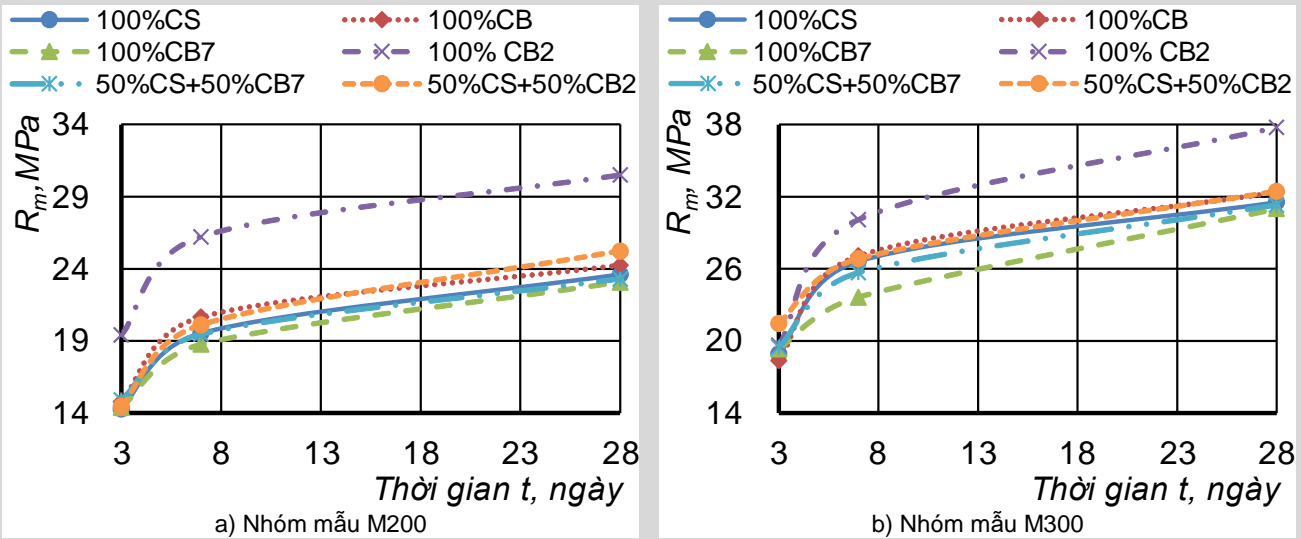 100%CS
100%CB
100%CB7
100% CB2
50%CS+50%CB7
50%CS+50%CB2
34
29
24
19
14
Rm, MPa
3 8 13 18 23 28
Thời gian t, ngày
a) Nhóm mẫu M200
100%CS
100%CB
100%CB7
100% CB2
50%CS+50%CB7
50%CS+50%CB2
38
32
26
20
14
Rm, MPa
3 8 13 18 23 28
Thời gian t, ngày
b) Nhóm mẫu M300